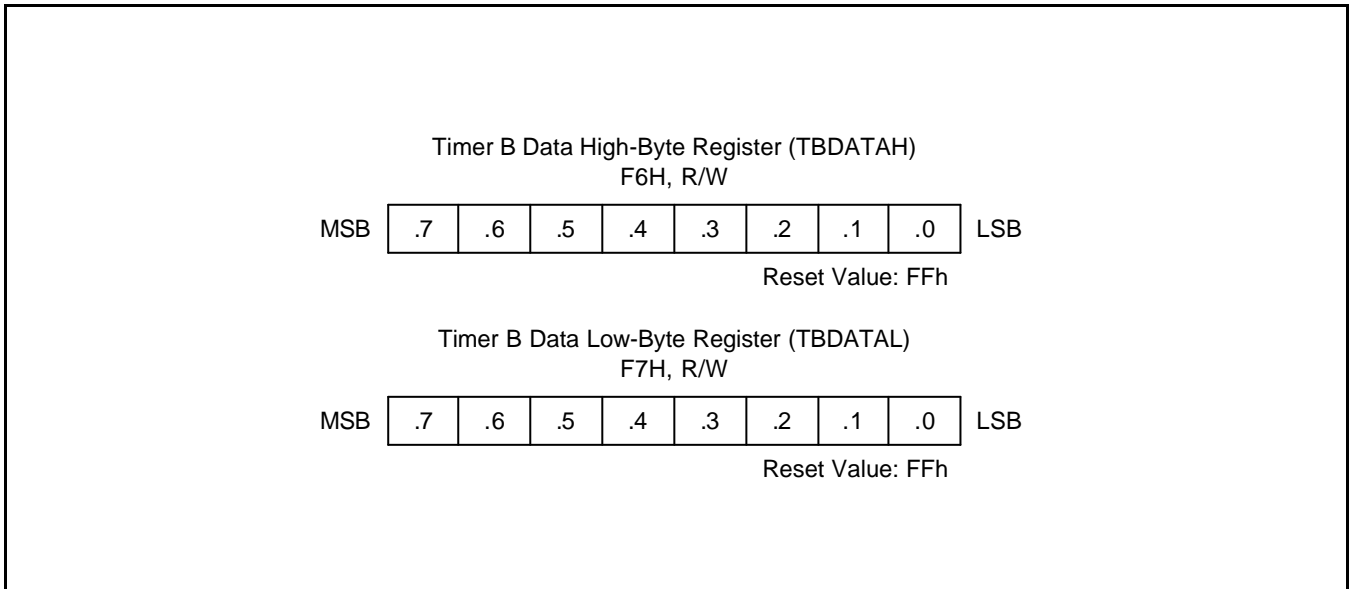 Timer B Data High-Byte Register (TBDATAH)
F6H, R/W
MSB .7 .6 .5 .4 .3 .2 .1 .0 LSB
Reset Value: FFh
Timer B Data Low-Byte Register (TBDATAL)
F7H, R/W
MSB .7 .6 .5 .4 .3 .2 .1 .0 LSB
Reset Value: FFh